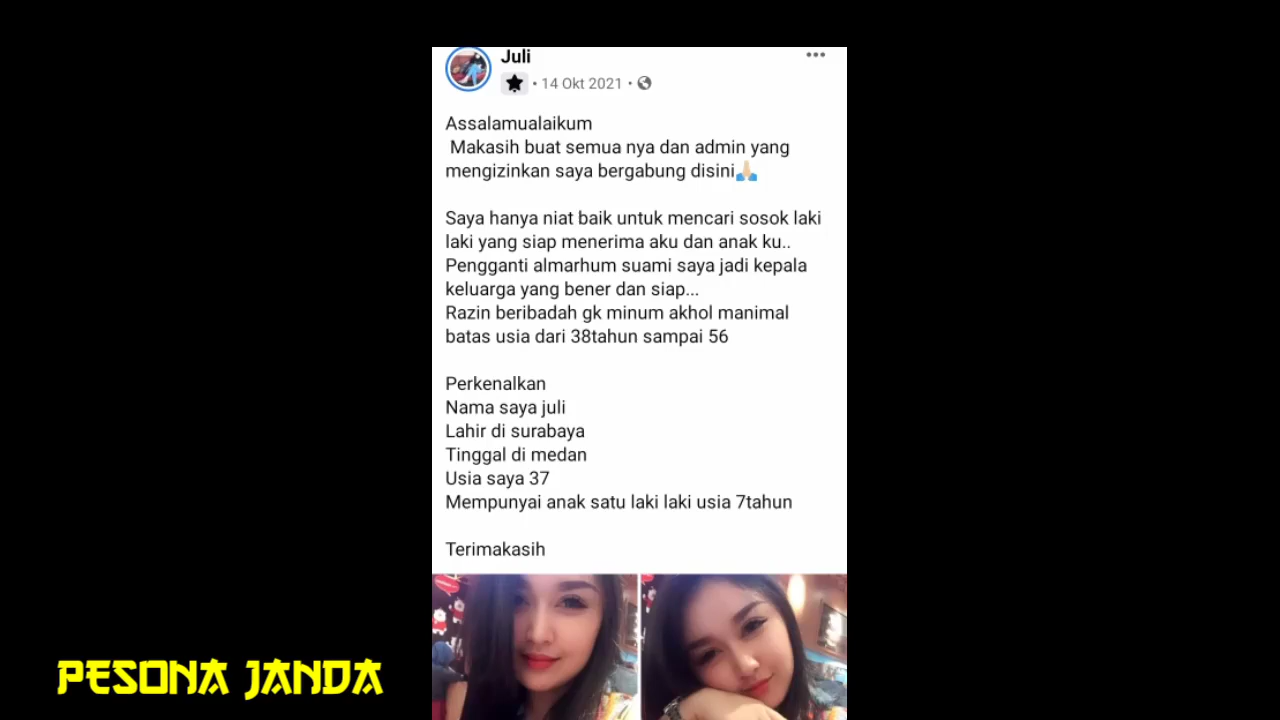 Juli
• 14 Okt 2021 •
Assalamualaikum
Makasih buat semua nya dan admin yang
mengizinkan saya bergabung disini🙏🏻
Saya hanya niat baik untuk mencari sosok laki
laki yang siap menerima aku dan anak ku..
Pengganti almarhum suami saya jadi kepala
keluarga yang bener dan siap...
Razin beribadah gk minum akhol manimal
batas usia dari 38tahun sampai 56
Perkenalkan
Nama saya juli
Lahir di surabaya
Tinggal di medan
Usia saya 37
Mempunyai anak satu laki laki usia 7tahun
Terimakasih
PESONA JANDA